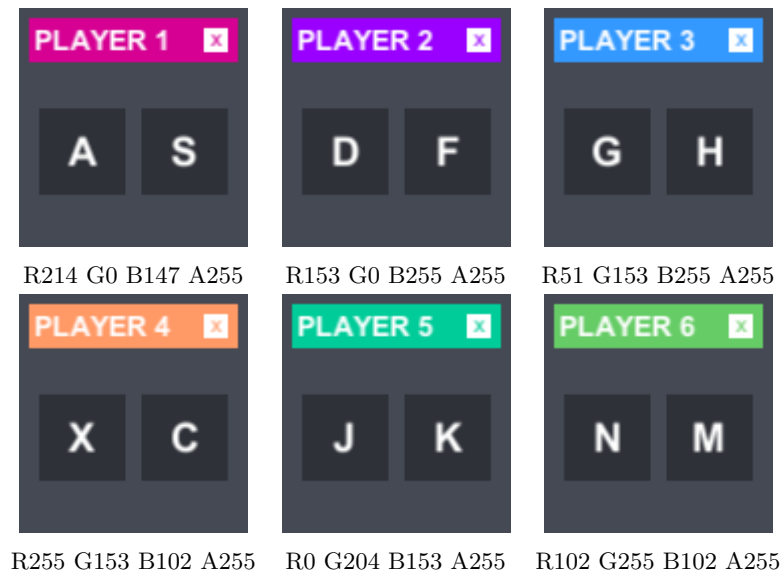 PLAYER 1 X PLAYER 2 X PLAYER 3 X
A S D F G H
R214 G0 B147 A255 R153 G0 B255 A255 R51 G153 B255 A255
PLAYER 4 X PLAYER 5 X PLAYER 6 X
X C J K N M
R255 G153 B102 A255 R0 G204 B153 A255 R102 G255 B102 A255